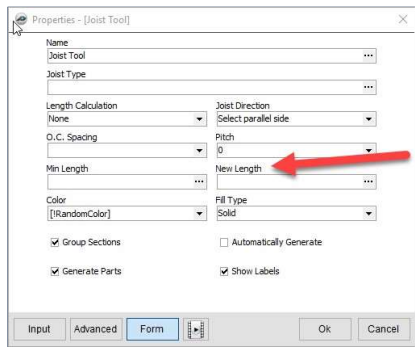 Properties - [Joist Tool]
Name
Joist Tool
...
Joist Type
...
Length Calculation Joist Direction
None Select parallel side
O.C. Spacing Pitch
0
Min Length New Length
... ...
Color Fill Type
[!RandomColor] Solid
Group Sections Automatically Generate
Generate Parts Show Labels
Input Advanced Form Ok Cancel